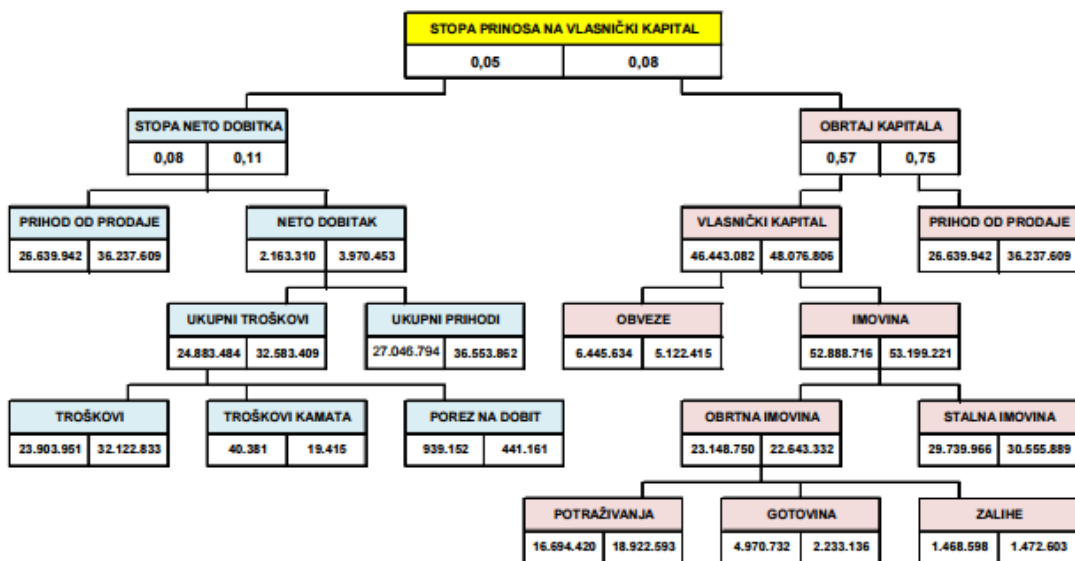 STOPA PRINOSA NA VLASNIČKI KAPITAL
0,05 0,08
STOPA NETO DOBITKA OBRTAJ KAPITALA
0,08 0,11 0,57 0,75
PRIHOD OD PRODAJE NETO DOBITAK VLASNIČKI KAPITAL PRIHOD OD PRODAJE
26.639.942 36.237.609 2.163.310 3.970.453 46.443.082 48.076.806 26.639.942 36.237.609
UKUPNI TROŠKOVI UKUPNI PRIHODI OBVEZE IMOVINA
24.883.484 32.583.409 27.046.794 36.553.862 6.445.634 5.122.415 52.888.716 53.199.221
TROŠKOVI TROŠKOVI KAMATA POREZ NA DOBIT OBRTNA IMOVINA STALNA IMOVINA
23.903.951 32.122.833 40.381 19.415 939.152 441.161 23.148.750 22.643.332 29.739.966 30.555.889
POTRAŽIVANJA GOTOVINA ZALIHE
16.694.420 18.922.593 4.970.732 2.233.136 1.468.598 1.472.603